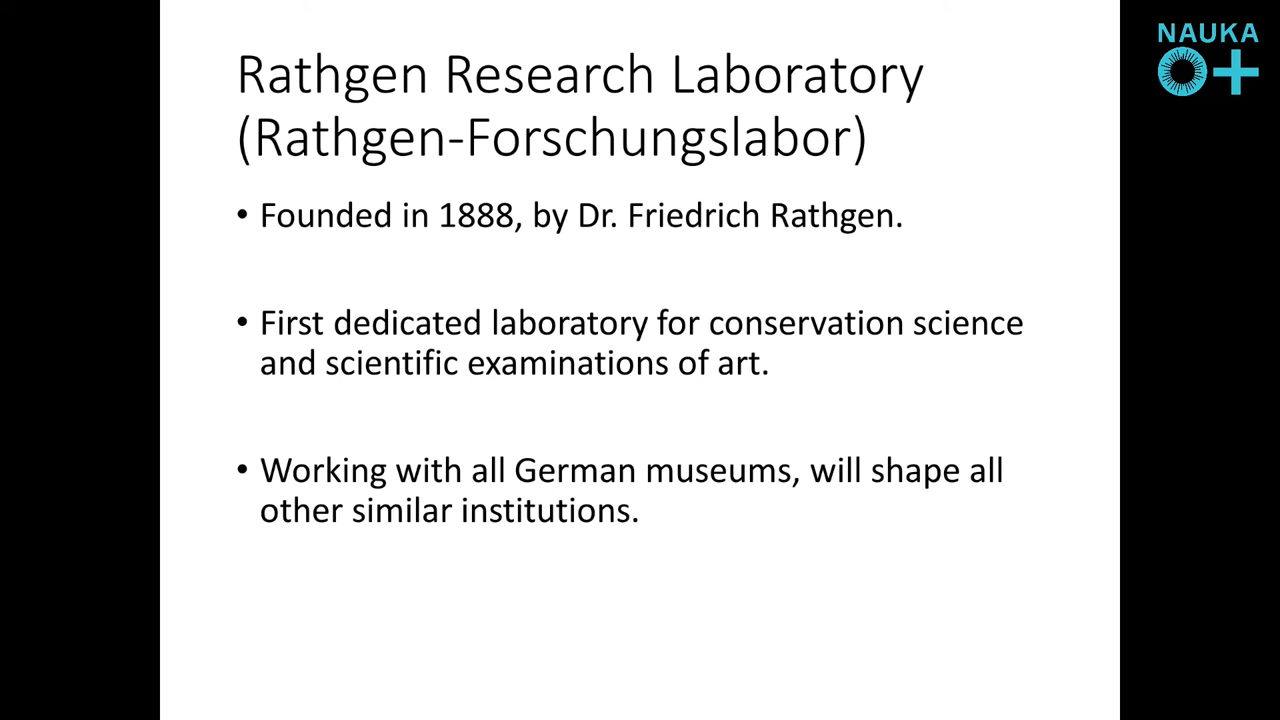 Rathgen Research Laboratory
(Rathgen-Forschungslabor)
• Founded in 1888, by Dr. Friedrich Rathgen.
• First dedicated laboratory for conservation science
and scientific examinations of art.
• Working with all German museums, will shape all
other similar institutions.
NAUKA